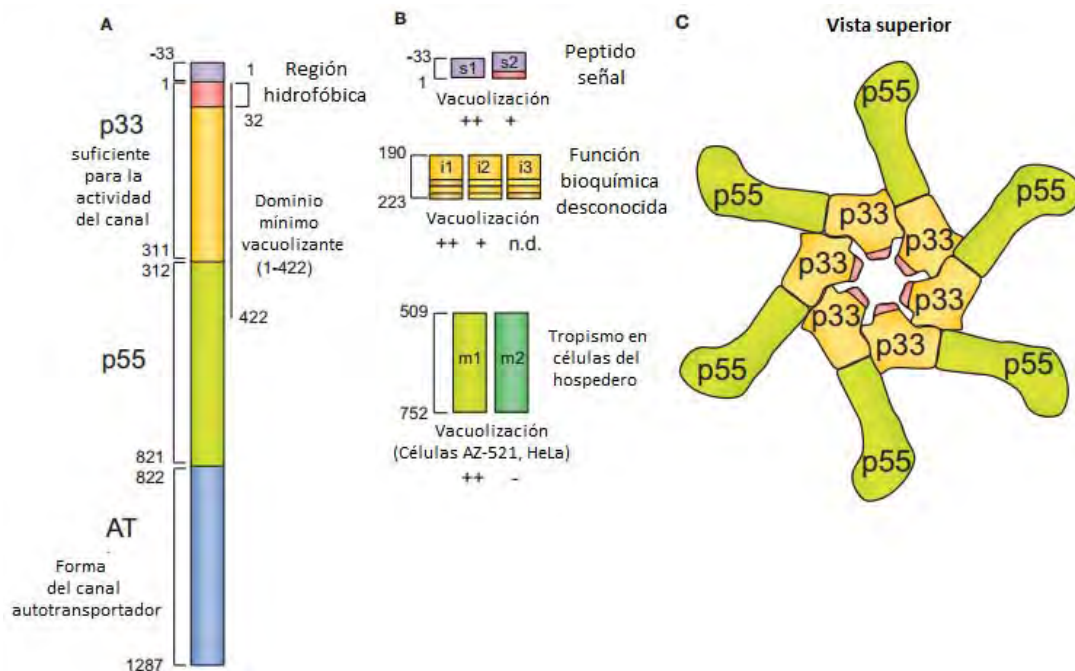 A
-33
1
1
Región
hidrofóbica
32
p33
suficiente
para la
actividad
del canal
Dominio
mínimo
vacuolizante
(1-422)
311
312
422
p55
821
822
AT
Forma
del canal
autotransportador
1287
B
-33
1
s1
s2
Peptido
señal
Vacuolización
++
+
190
223
i1
i2
i3
Función
bioquímica
desconocida
Vacuolización
++
+
n.d.
509
752
m1
m2
Tropismo en
células del
hospedero
Vacuolización
(Células AZ-521, HeLa)
++
-
C
Vista superior
p55
p55
p55
p33
p33
p33
p33
p33
p33
p55
p55
p55